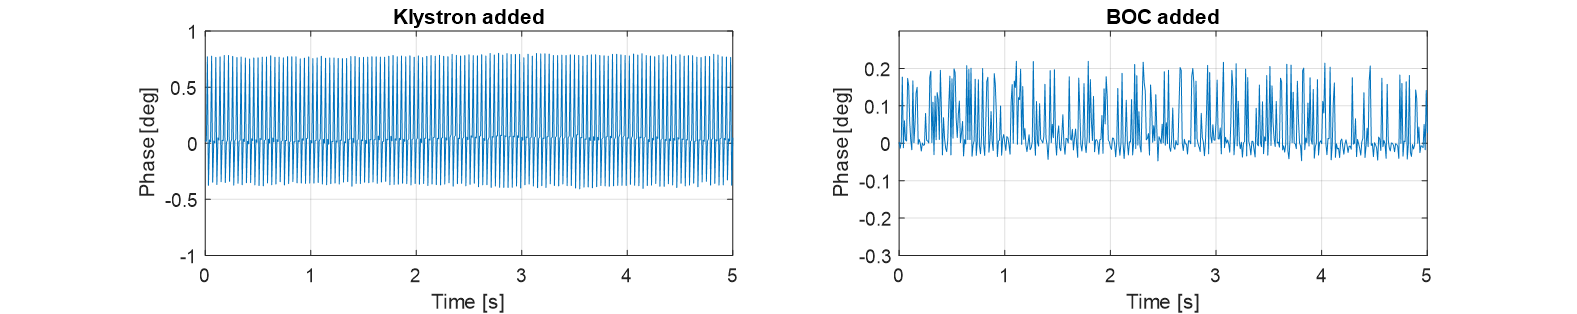 Klystron added
1
0.5
0
-0.5
-1
Phase [deg]
0 1 2 3 4 5
Time [s]
BOC added
0.2
0.1
0
-0.1
-0.2
-0.3
Phase [deg]
0 1 2 3 4 5
Time [s]